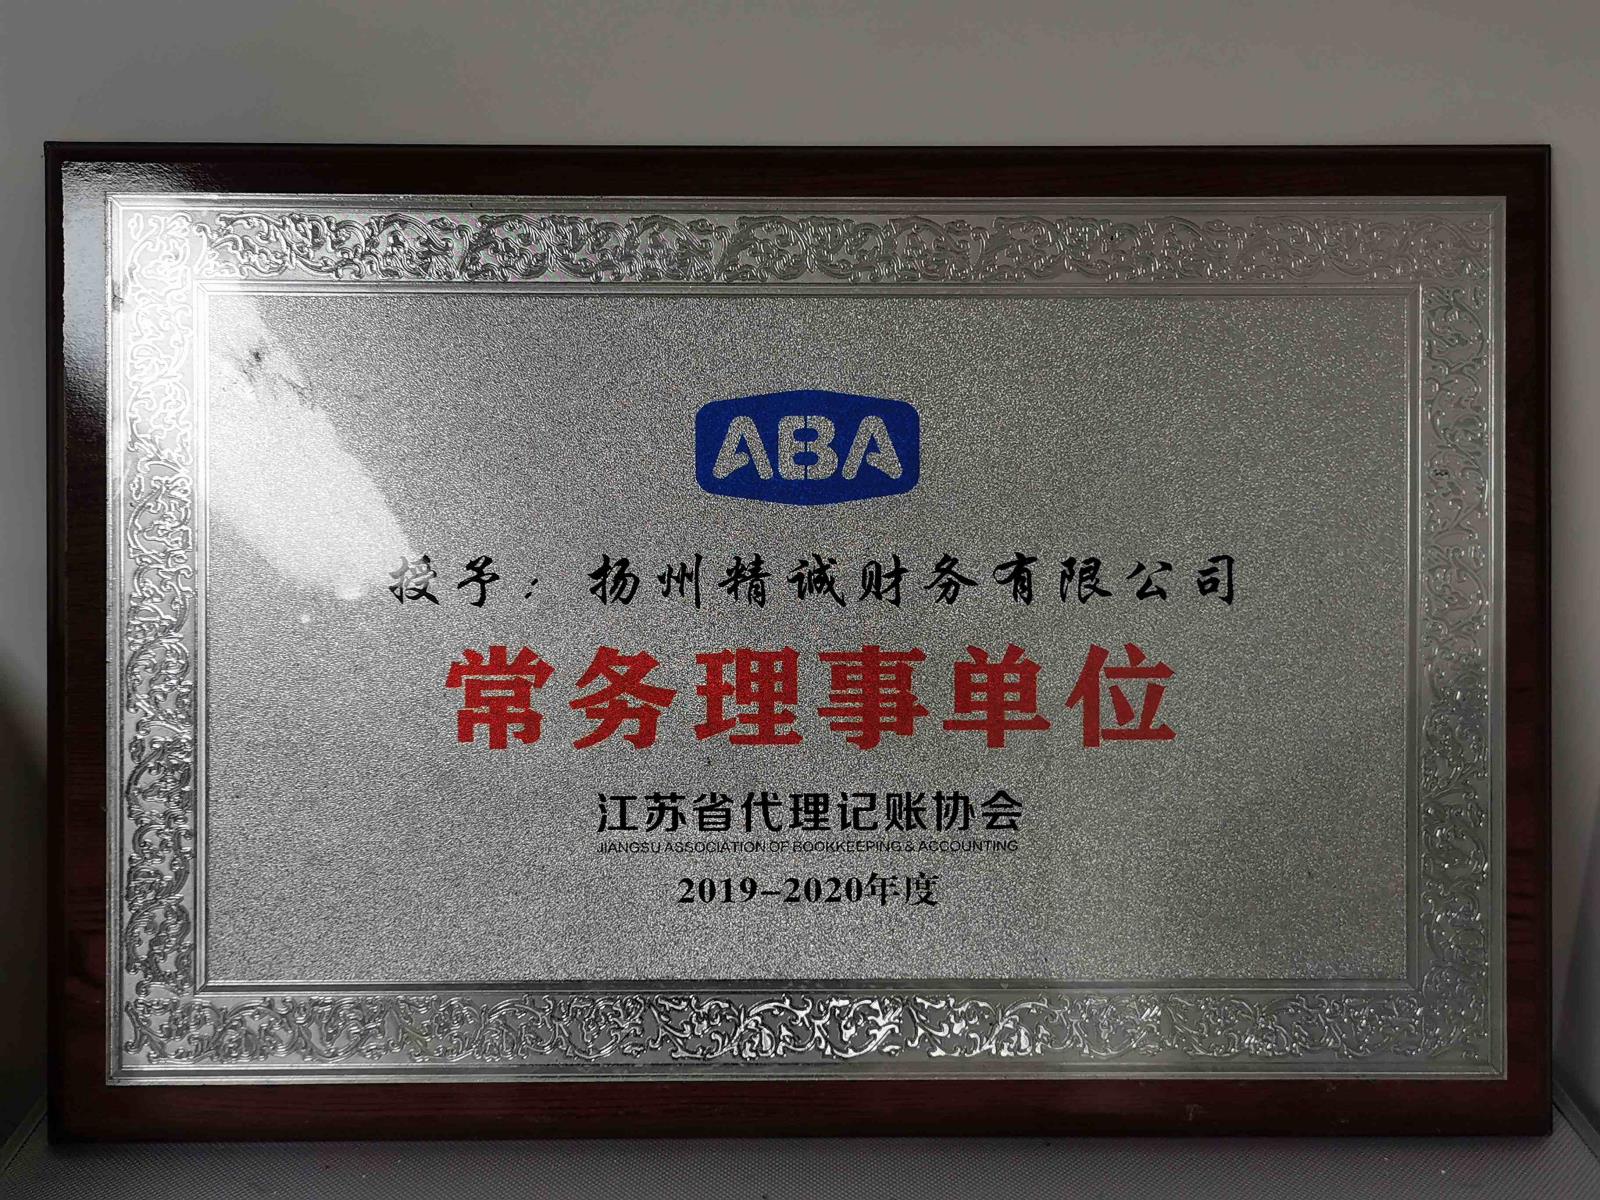 ABA
授予：扬州精诚财务有限公司
常务理事单位
江苏省代理记账协会
JIANGSU ASSOCIATION OF BOOKKEEPING & ACCOUNTING
2019-2020年度